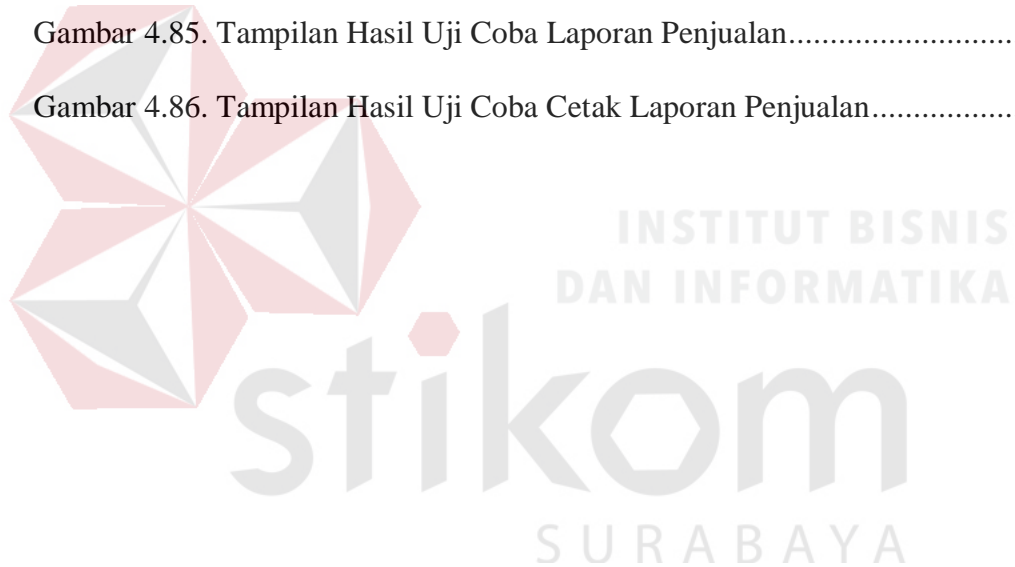 Gambar 4.85. Tampilan Hasil Uji Coba Laporan Penjualan...........................
Gambar 4.86. Tampilan Hasil Uji Coba Cetak Laporan Penjualan.................
INSTITUT BISNIS
DAN INFORMATIKA
stikom
SURABAYA